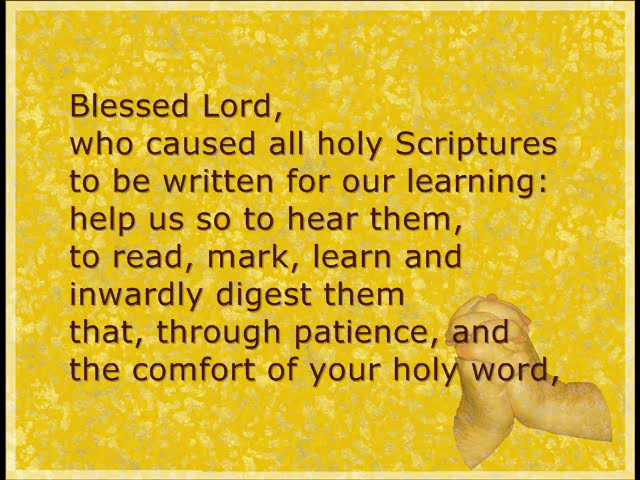 Blessed Lord,
who caused all holy Scriptures
to be written for our learning:
help us so to hear them,
to read, mark, learn and
inwardly digest them
that, through patience, and
the comfort of your holy word,